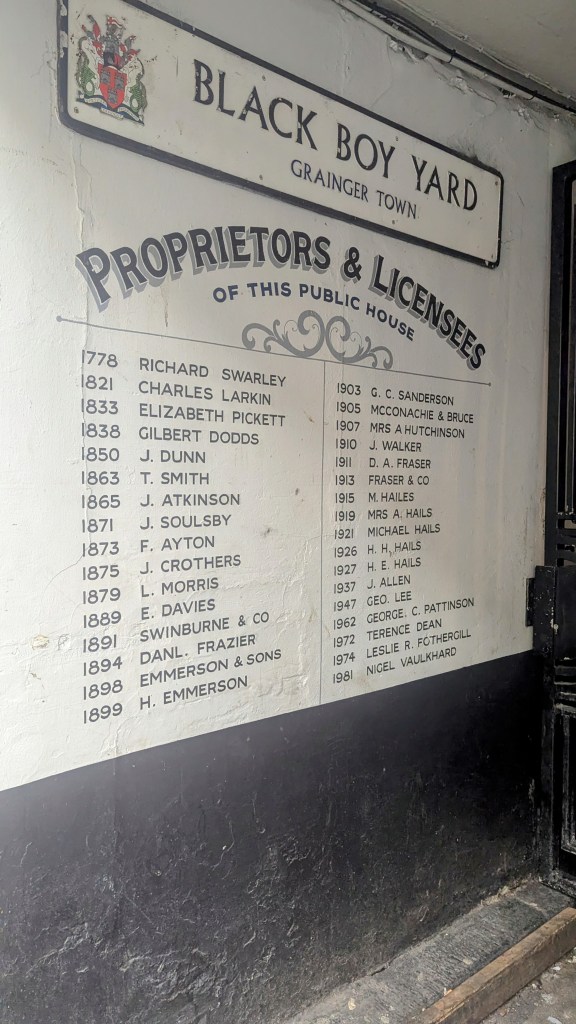 BLACK BOY YARD
GRAINGER TOWN
PROPRIETORS & LICENSEES
OF THIS PUBLIC HOUSE
1778 RICHARD SWARLEY
1821 CHARLES LARKIN
1833 ELIZABETH PICKETT
1838 GILBERT DODDS
1850 J. DUNN
1863 T. SMITH
1865 J. ATKINSON
1871 J. SOULSBY
1873 F. AYTON
1875 J. CROTHERS
1879 L. MORRIS
1889 E. DAVIES
1891 SWINBURNE & CO
1894 DANL. FRAZIER
1898 EMMERSON & SONS
1899 H. EMMERSON
1903 G. C. SANDERSON
1905 MCCONACHIE & BRUCE
1907 MRS A HUTCHINSON
1910 J. WALKER
1911 D. A. FRASER
1913 FRASER & CO
1915 M. HAILES
1919 MRS A. HAILS
1921 MICHAEL HAILS
1926 H. H. HAILS
1927 H. E. HAILS
1937 J. ALLEN
1947 GEO. LEE
1962 GEORGE. C. PATTINSON
1972 TERENCE DEAN
1974 LESLIE R. FOTHERGILL
1981 NIGEL VAULKHARD